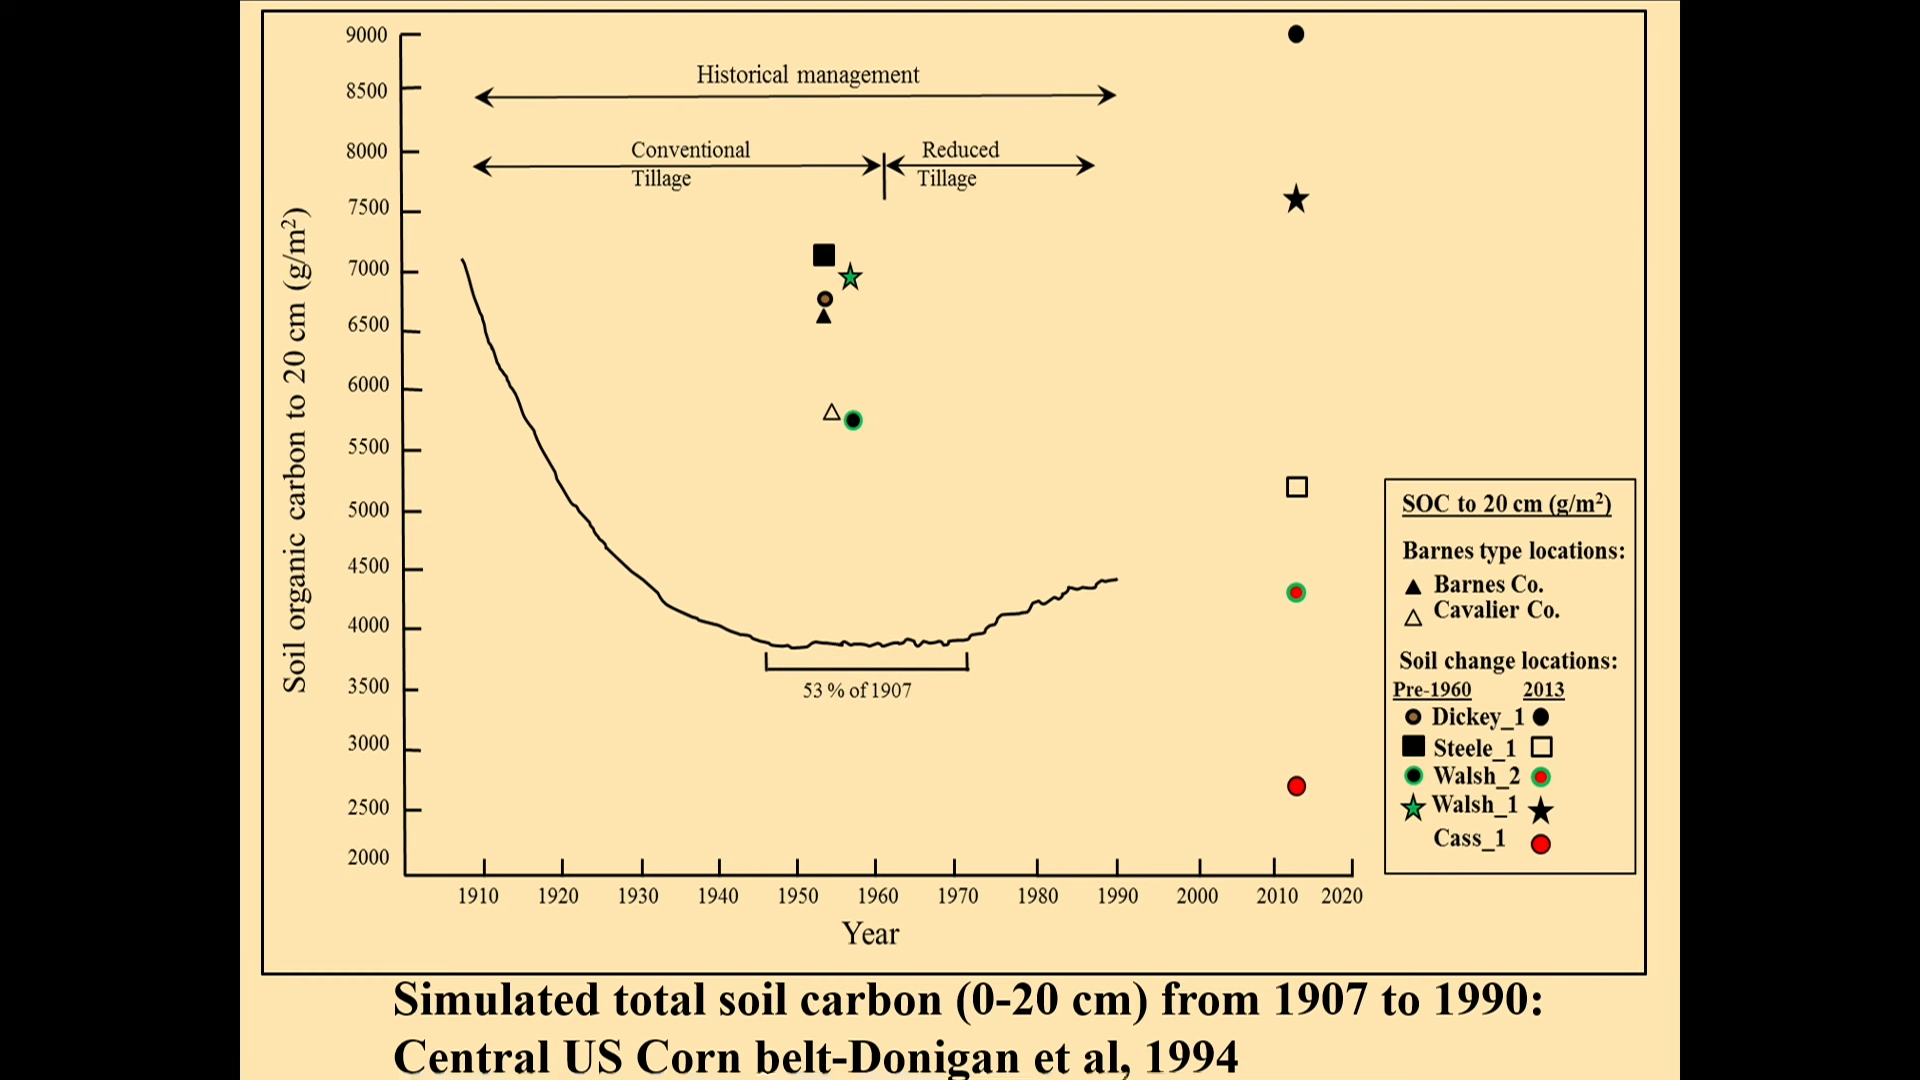 9000
Historical management
8500
8000
Conventional
Tillage
Reduced
Tillage
7500
7000
6500
6000
5500
5000
4500
4000
3500
3000
2500
2000
Soil organic carbon to 20 cm (g/m²)
53 % of 1907
1910 1920 1930 1940 1950 1960 1970 1980 1990 2000 2010 2020
Year
SOC to 20 cm (g/m²)
Barnes type locations:
Barnes Co.
Cavalier Co.
Soil change locations:
Pre-1960 2013
Dickey_1
Steele_1
Walsh_2
Walsh_1
Cass_1
Simulated total soil carbon (0-20 cm) from 1907 to 1990:
Central US Corn belt-Donigan et al, 1994